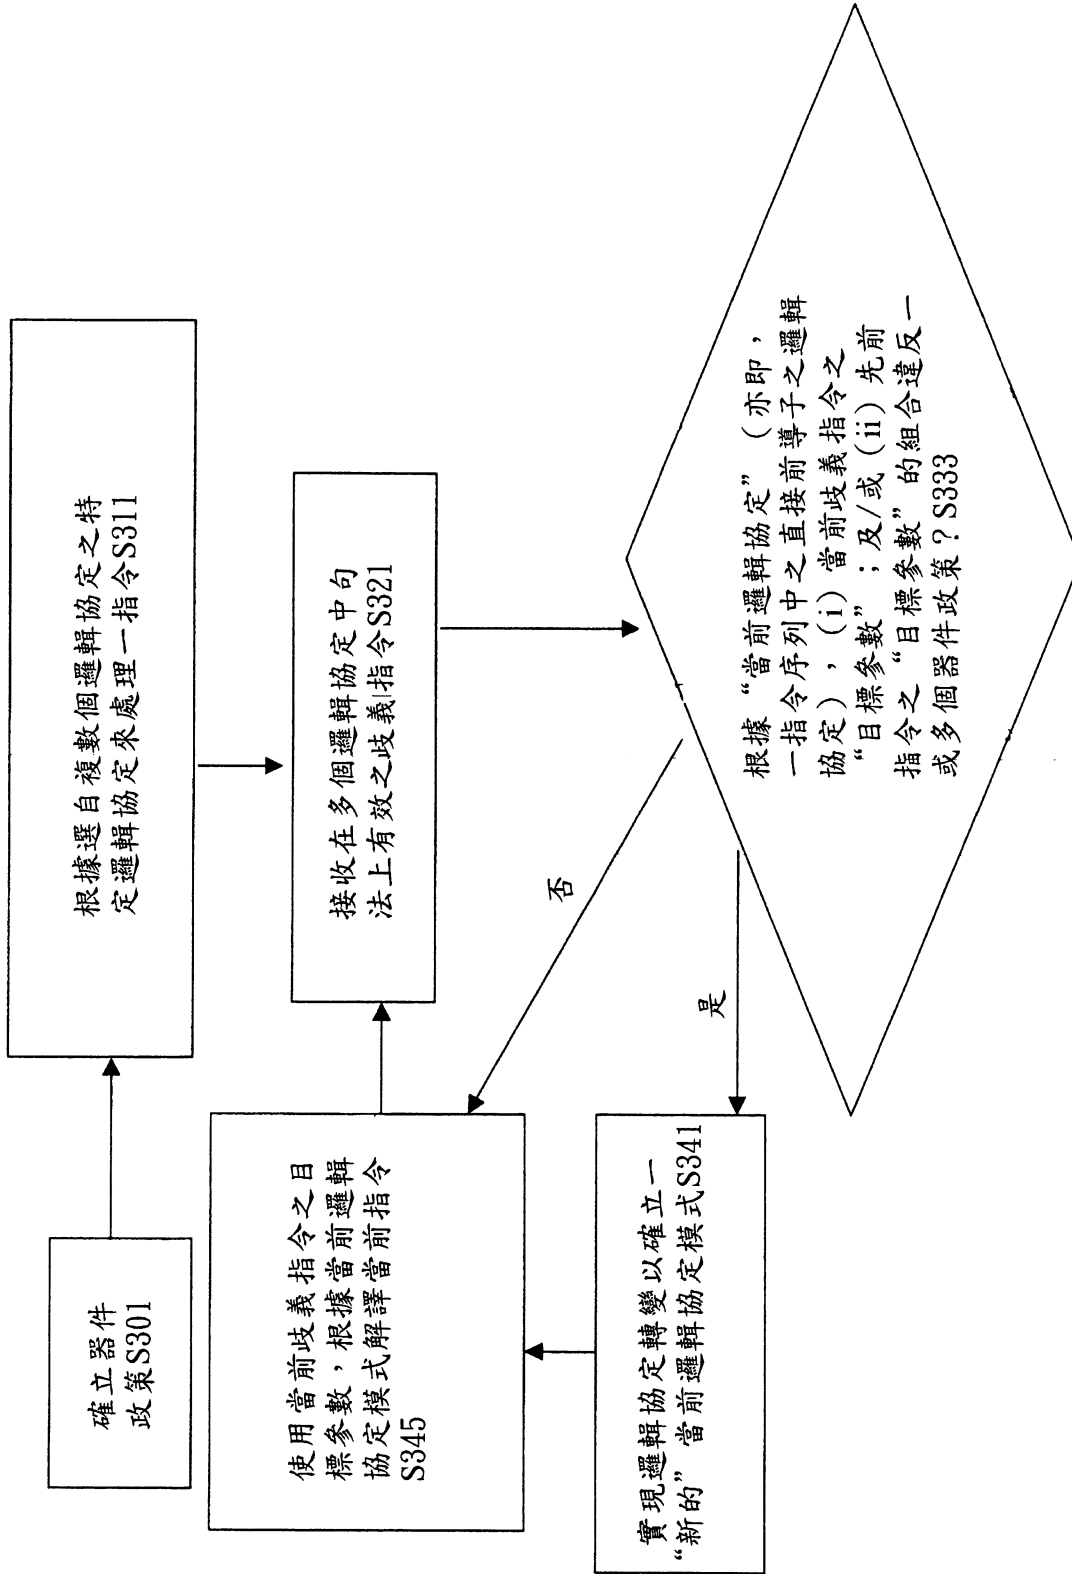 確立器件
政策S301
根據選自複數個邏輯協定之特
定邏輯協定來處理一指令S311
接收在多個邏輯協定中句
法上有效之歧義指令S321
根據“當前邏輯協定”（亦即，
一指令序列中之直接前導子之邏輯
協定），（i）當前歧義指令之
“目標參數”；及/或（ii）先前
指令之“目標參數”的組合違反一
或多個器件政策？S333
否
是
使用當前歧義指令之目
標參數，根據當前邏輯
協定模式解譯當前指令
S345
實現邏輯協定轉變以確立一
“新的”當前邏輯協定模式S341